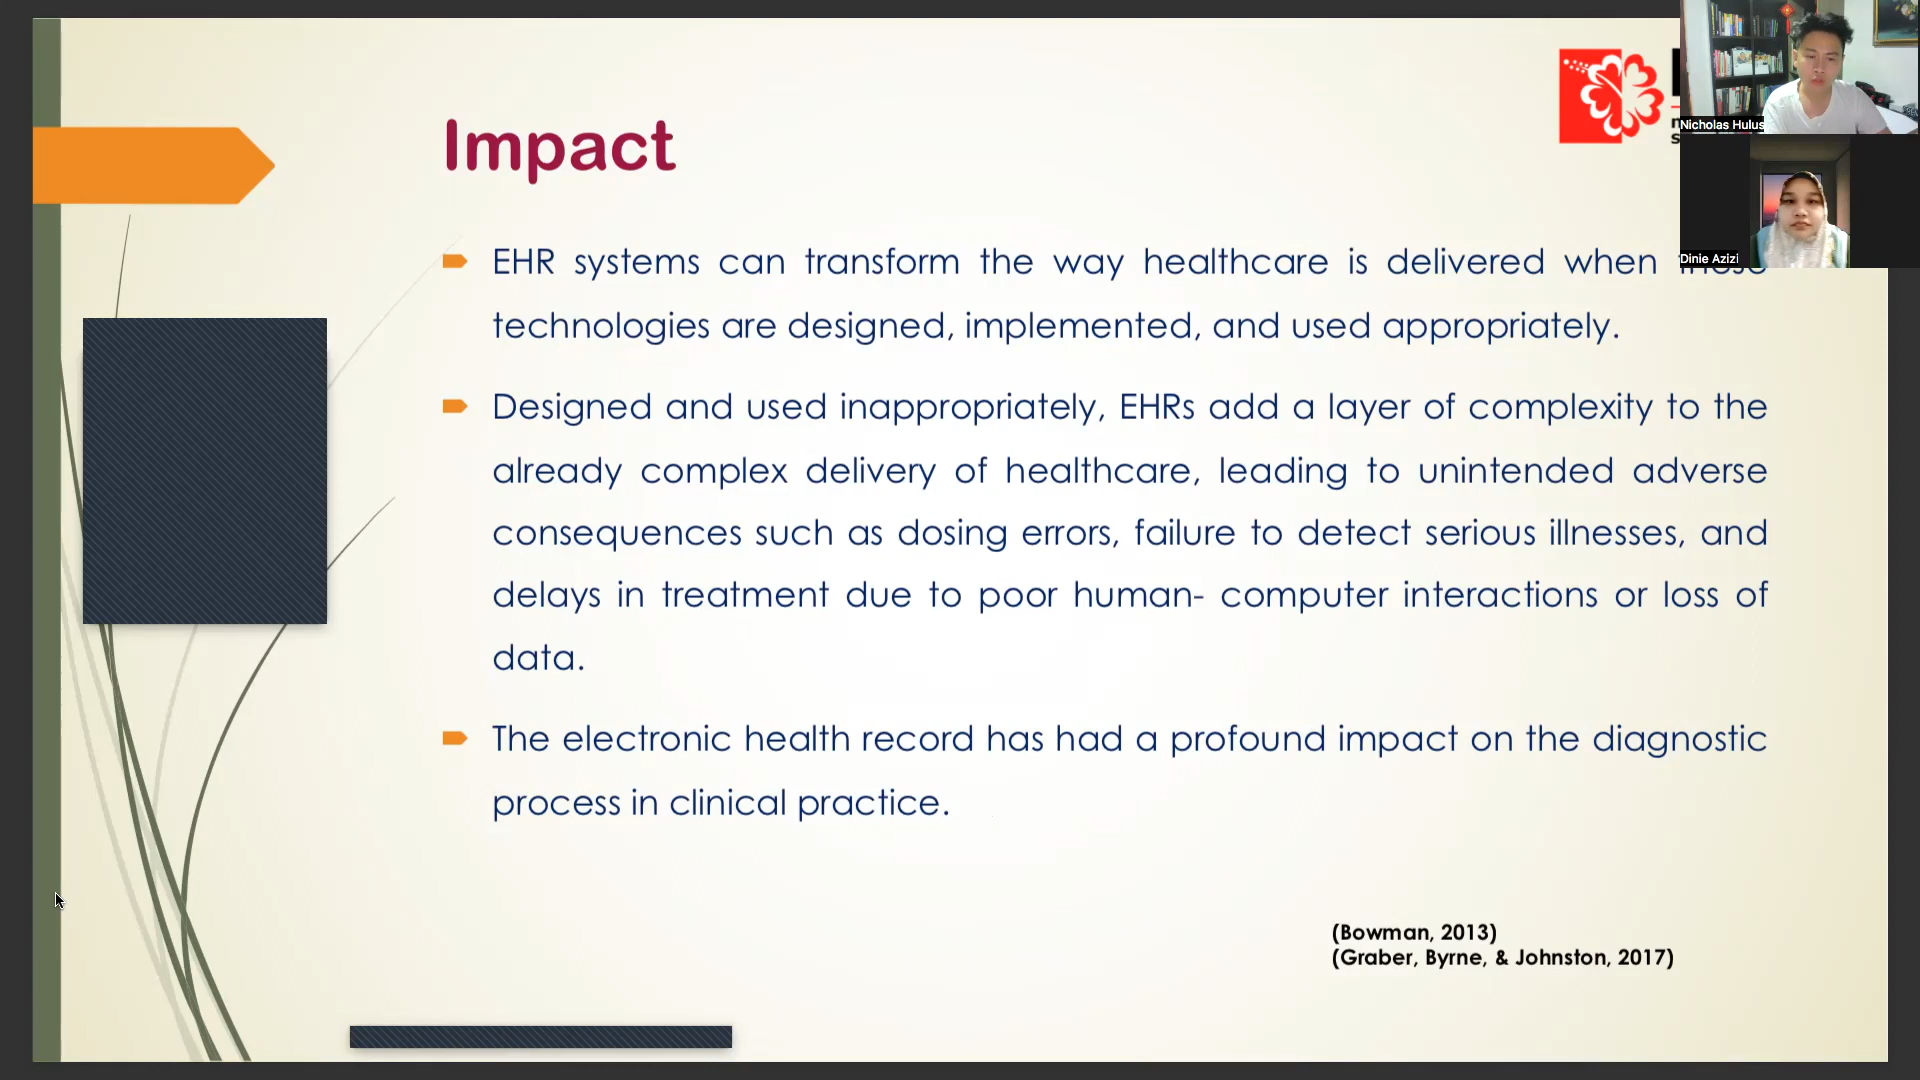 Impact
Nicholas Hulus
Dinie Azizi
EHR systems can transform the way healthcare is delivered when these
technologies are designed, implemented, and used appropriately.
Designed and used inappropriately, EHRs add a layer of complexity to the
already complex delivery of healthcare, leading to unintended adverse
consequences such as dosing errors, failure to detect serious illnesses, and
delays in treatment due to poor human- computer interactions or loss of
data.
The electronic health record has had a profound impact on the diagnostic
process in clinical practice.
(Bowman, 2013)
(Graber, Byrne, & Johnston, 2017)